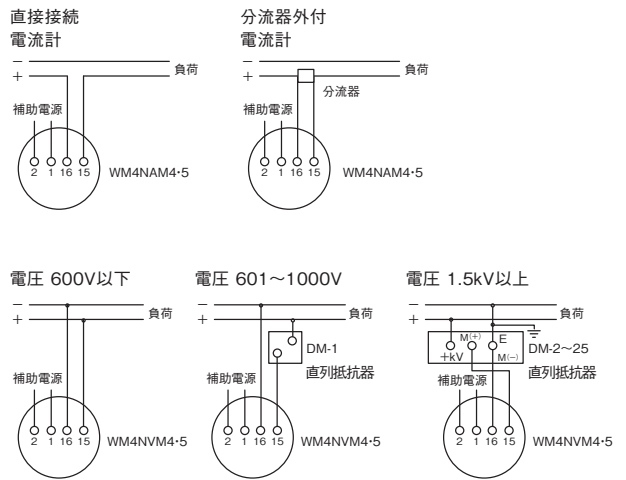 直接接続
電流計
−
+
負荷
補助電源
2 1 16 15
WM4NAM4・5
分流器外付
電流計
−
+
負荷
分流器
補助電源
2 1 16 15
WM4NAM4・5
電圧 600V以下
−
+
負荷
補助電源
2 1 16 15
WM4NVM4・5
電圧 601〜1000V
−
+
負荷
DM-1
直列抵抗器
補助電源
2 1 16 15
WM4NVM4・5
電圧 1.5kV以上
−
+
負荷
M(+) E
+kV M(−)
DM-2〜25
直列抵抗器
補助電源
2 1 16 15
WM4NVM4・5